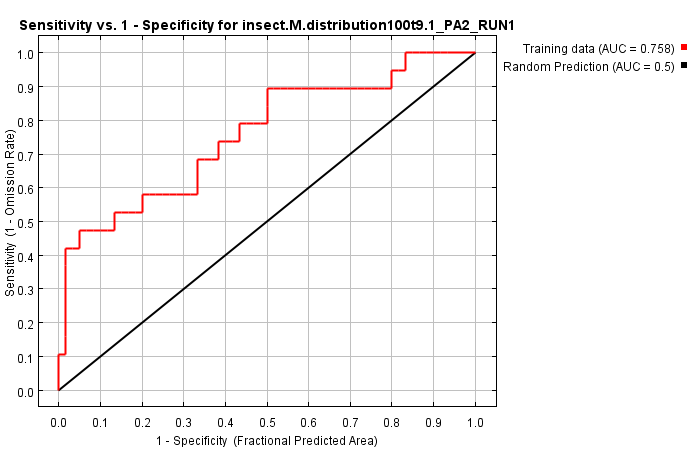 Sensitivity vs. 1 - Specificity for insect.M.distribution100t9.1_PA2_RUN1
Training data (AUC = 0.758)
Random Prediction (AUC = 0.5)
Sensitivity (1 - Omission Rate)
1.0
0.9
0.8
0.7
0.6
0.5
0.4
0.3
0.2
0.1
0.0
0.0 0.1 0.2 0.3 0.4 0.5 0.6 0.7 0.8 0.9 1.0
1 - Specificity (Fractional Predicted Area)